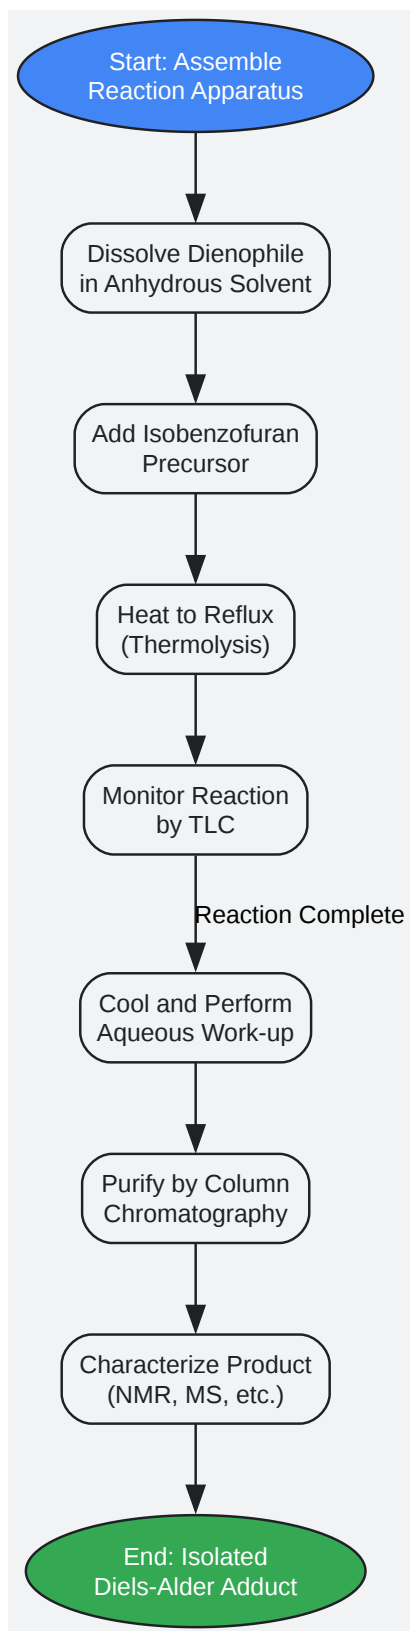 Start: Assemble
Reaction Apparatus
Dissolve Dienophile
in Anhydrous Solvent
Add Isobenzofuran
Precursor
Heat to Reflux
(Thermolysis)
Monitor Reaction
by TLC
Reaction Complete
Cool and Perform
Aqueous Work-up
Purify by Column
Chromatography
Characterize Product
(NMR, MS, etc.)
End: Isolated
Diels-Alder Adduct